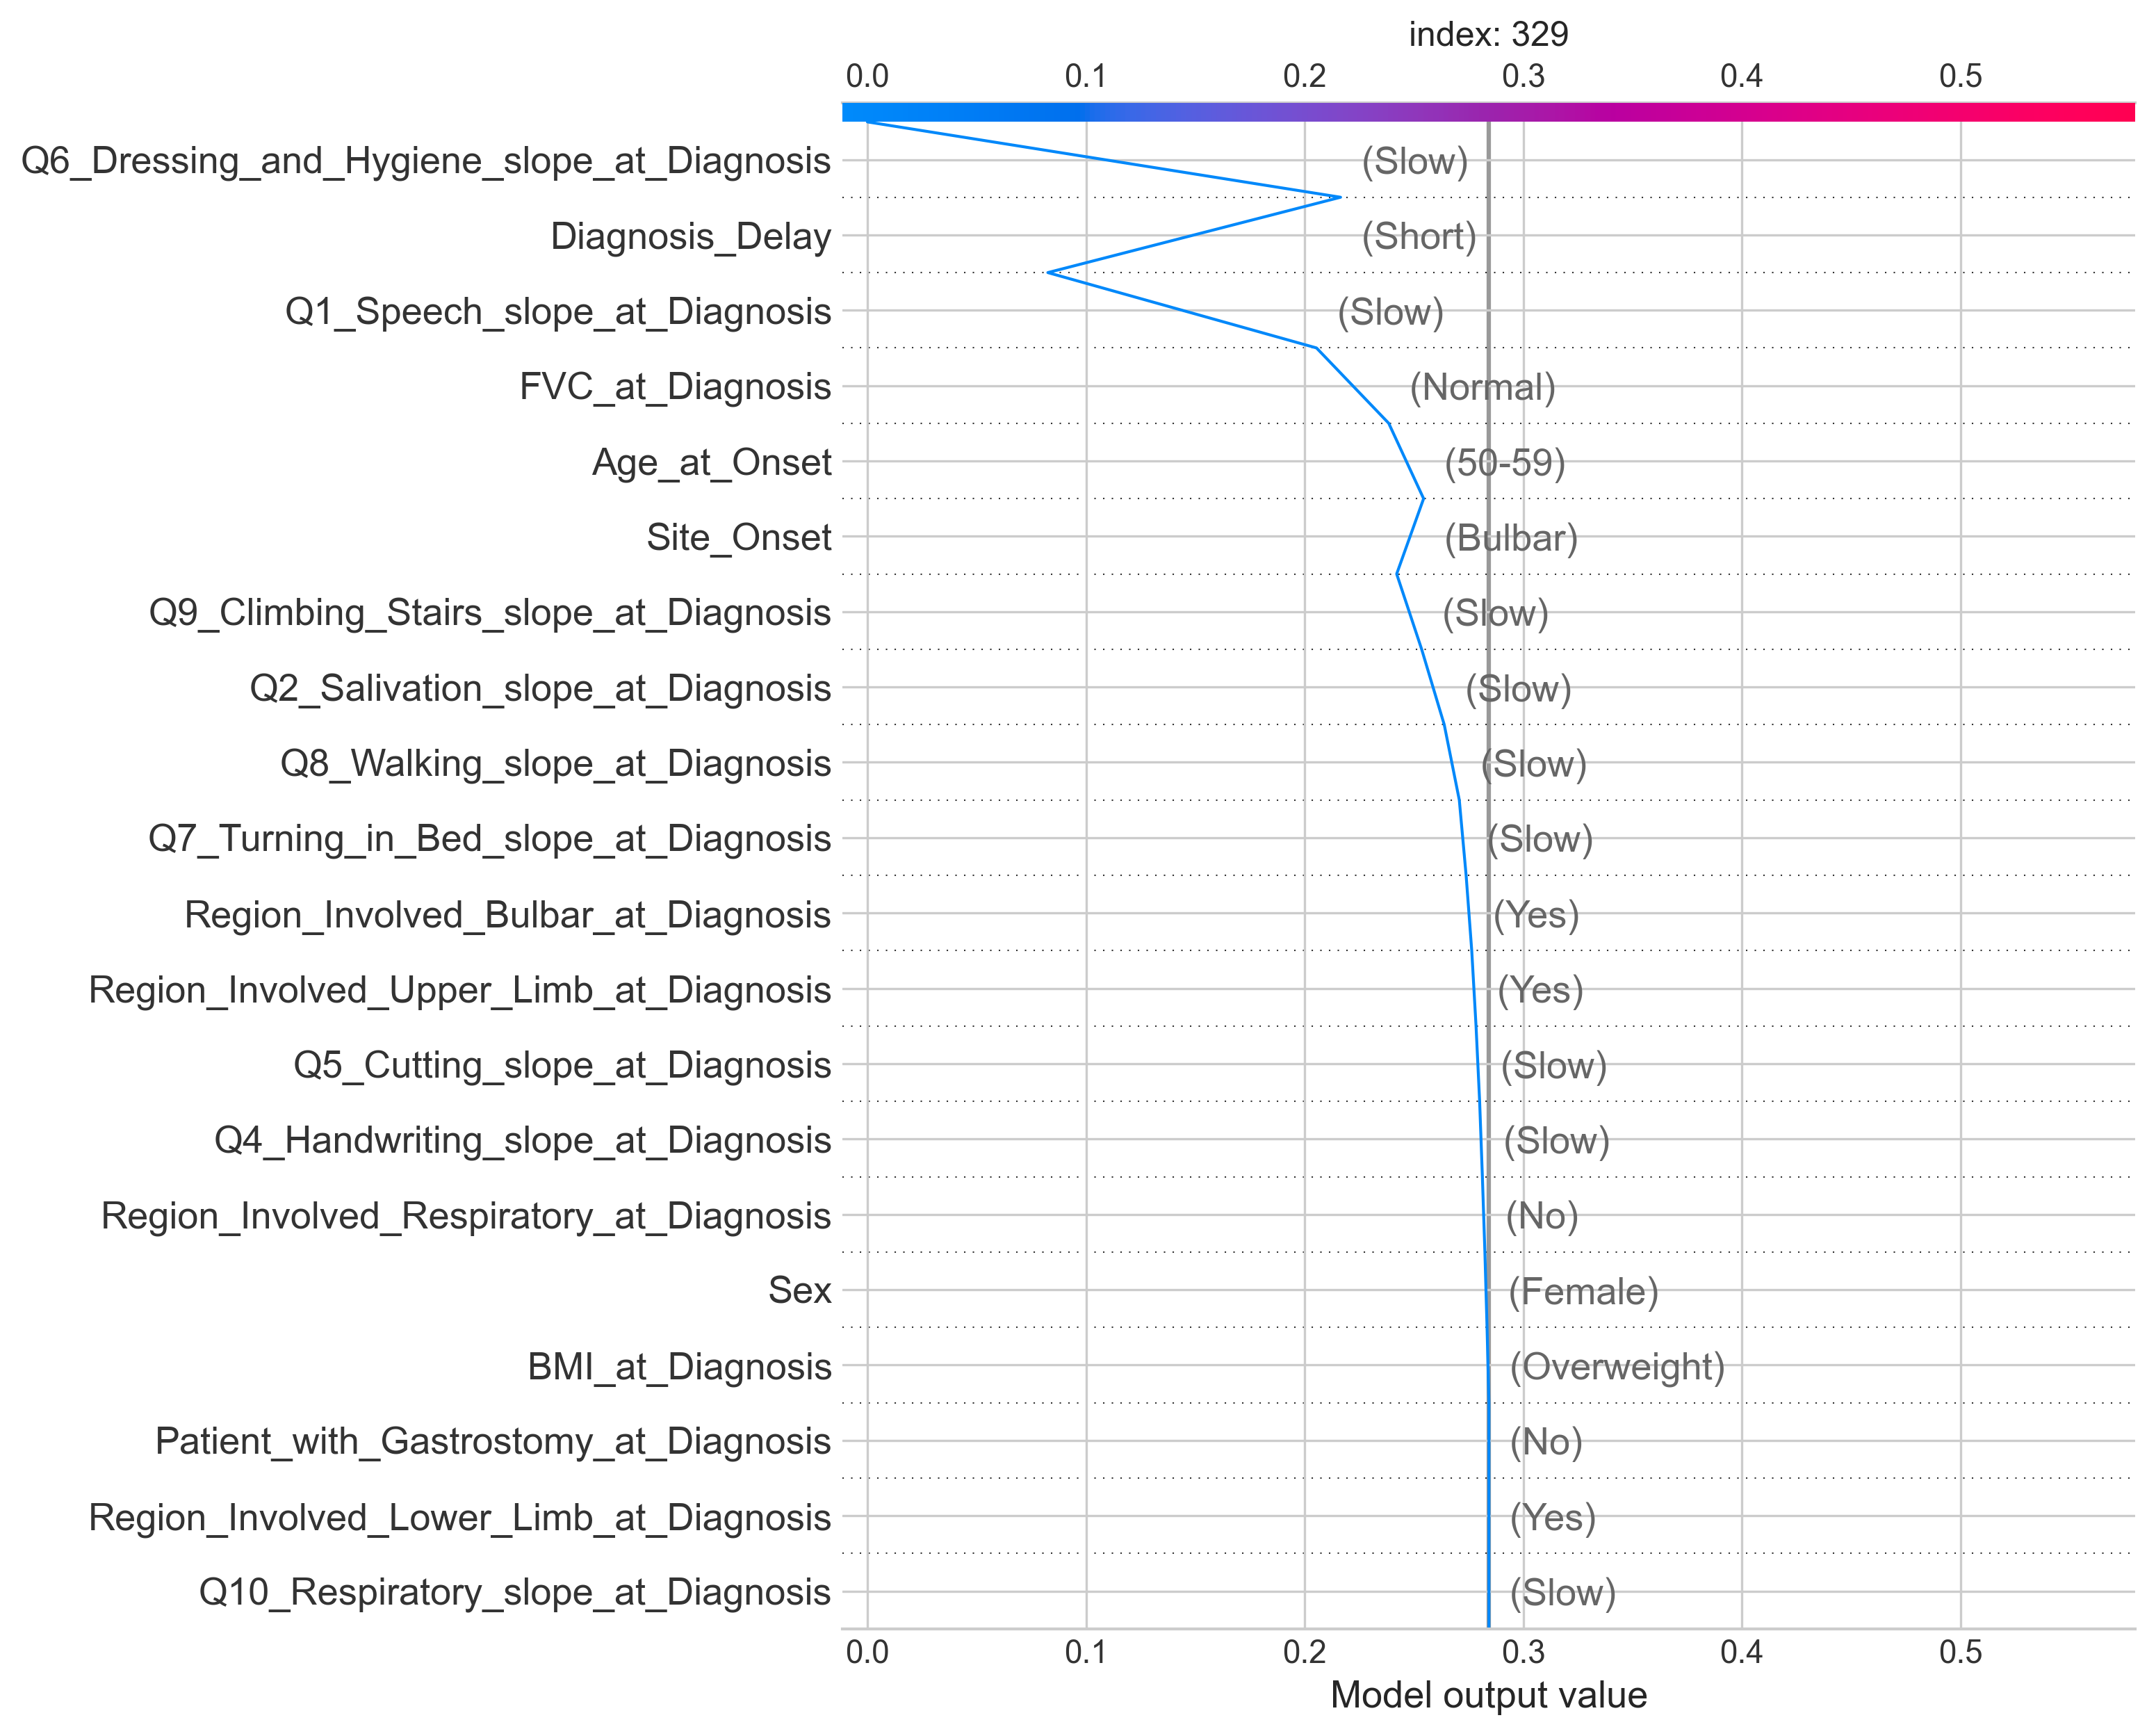 index: 329
0.0 0.1 0.2 0.3 0.4 0.5
Q6_Dressing_and_Hygiene_slope_at_Diagnosis (Slow)
Diagnosis_Delay (Short)
Q1_Speech_slope_at_Diagnosis (Slow)
FVC_at_Diagnosis (Normal)
Age_at_Onset (50-59)
Site_Onset (Bulbar)
Q9_Climbing_Stairs_slope_at_Diagnosis (Slow)
Q2_Salivation_slope_at_Diagnosis (Slow)
Q8_Walking_slope_at_Diagnosis (Slow)
Q7_Turning_in_Bed_slope_at_Diagnosis (Slow)
Region_Involved_Bulbar_at_Diagnosis (Yes)
Region_Involved_Upper_Limb_at_Diagnosis (Yes)
Q5_Cutting_slope_at_Diagnosis (Slow)
Q4_Handwriting_slope_at_Diagnosis (Slow)
Region_Involved_Respiratory_at_Diagnosis (No)
Sex (Female)
BMI_at_Diagnosis (Overweight)
Patient_with_Gastrostomy_at_Diagnosis (No)
Region_Involved_Lower_Limb_at_Diagnosis (Yes)
Q10_Respiratory_slope_at_Diagnosis (Slow)
0.0 0.1 0.2 0.3 0.4 0.5
Model output value